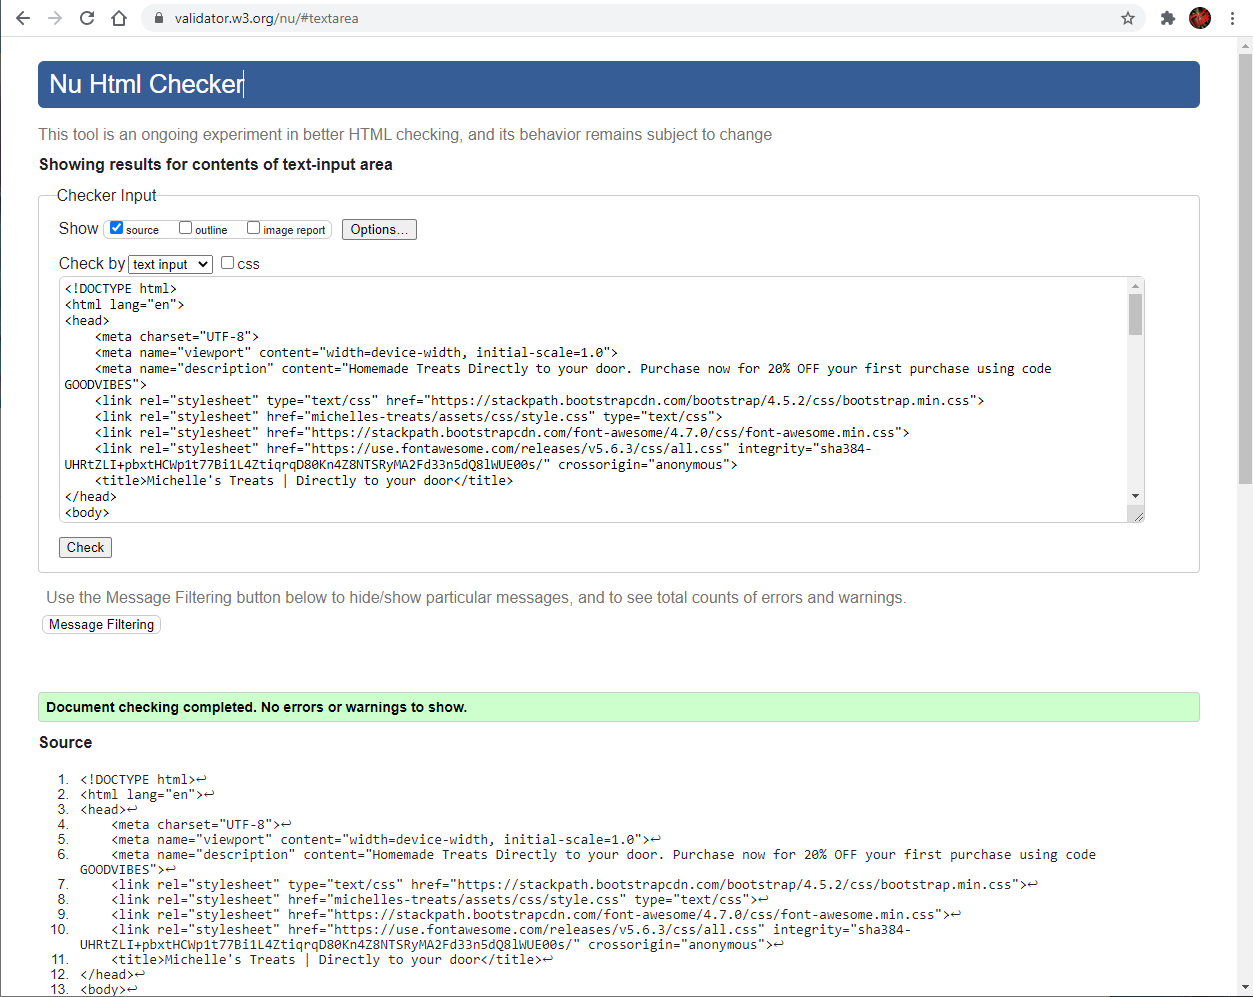 validator.w3.org/nu/#textarea
Nu Html Checker
This tool is an ongoing experiment in better HTML checking, and its behavior remains subject to change
Showing results for contents of text-input area
Checker Input
Show source outline image report Options...
Check by text input css
<!DOCTYPE html>
<html lang="en">
<head>
    <meta charset="UTF-8">
    <meta name="viewport" content="width=device-width, initial-scale=1.0">
    <meta name="description" content="Homemade Treats Directly to your door. Purchase now for 20% OFF your first purchase using code
GOODVIBES">
    <link rel="stylesheet" type="text/css" href="https://stackpath.bootstrapcdn.com/bootstrap/4.5.2/css/bootstrap.min.css">
    <link rel="stylesheet" href="michelles-treats/assets/css/style.css" type="text/css">
    <link rel="stylesheet" href="https://stackpath.bootstrapcdn.com/font-awesome/4.7.0/css/font-awesome.min.css">
    <link rel="stylesheet" href="https://use.fontawesome.com/releases/v5.6.3/css/all.css" integrity="sha384-
UHRtZLI+pbxtHCWp1t77Bi1L4ZtiqrqD80Kn4Z8NTSRyMA2Fd33n5dQ8lWUE00s/" crossorigin="anonymous">
    <title>Michelle's Treats | Directly to your door</title>
</head>
<body>
Check
Use the Message Filtering button below to hide/show particular messages, and to see total counts of errors and warnings.
Message Filtering
Document checking completed. No errors or warnings to show.
Source
1. <!DOCTYPE html>↩
2. <html lang="en">↩
3. <head>↩
4.     <meta charset="UTF-8">↩
5.     <meta name="viewport" content="width=device-width, initial-scale=1.0">↩
6.     <meta name="description" content="Homemade Treats Directly to your door. Purchase now for 20% OFF your first purchase using code
GOODVIBES">↩
7.     <link rel="stylesheet" type="text/css" href="https://stackpath.bootstrapcdn.com/bootstrap/4.5.2/css/bootstrap.min.css">↩
8.     <link rel="stylesheet" href="michelles-treats/assets/css/style.css" type="text/css">↩
9.     <link rel="stylesheet" href="https://stackpath.bootstrapcdn.com/font-awesome/4.7.0/css/font-awesome.min.css">↩
10.     <link rel="stylesheet" href="https://use.fontawesome.com/releases/v5.6.3/css/all.css" integrity="sha384-
UHRtZLI+pbxtHCWp1t77Bi1L4ZtiqrqD80Kn4Z8NTSRyMA2Fd33n5dQ8lWUE00s/" crossorigin="anonymous">↩
11.     <title>Michelle's Treats | Directly to your door</title>↩
12. </head>↩
13. <body>↩